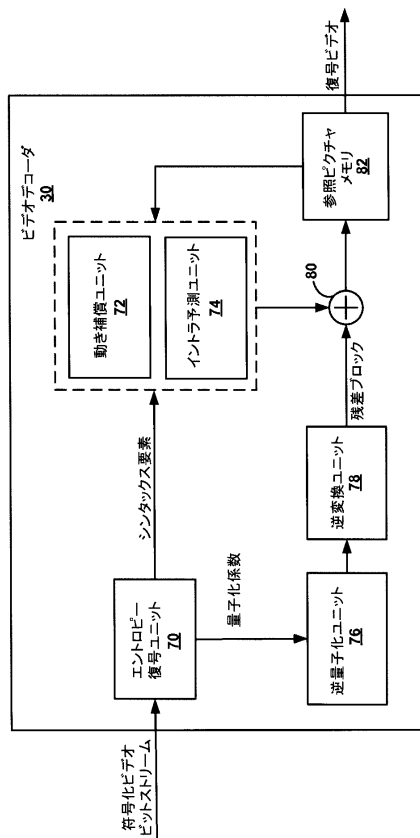 ビデオデコーダ
30
符号化ビデオ
ビットストリーム
エントロピー
復号ユニット
70
シンタックス要素
動き補償ユニット
72
イントラ予測ユニット
74
量子化係数
逆量子化ユニット
76
逆変換ユニット
78
残差ブロック
80
参照ピクチャ
メモリ
82
復号ビデオ